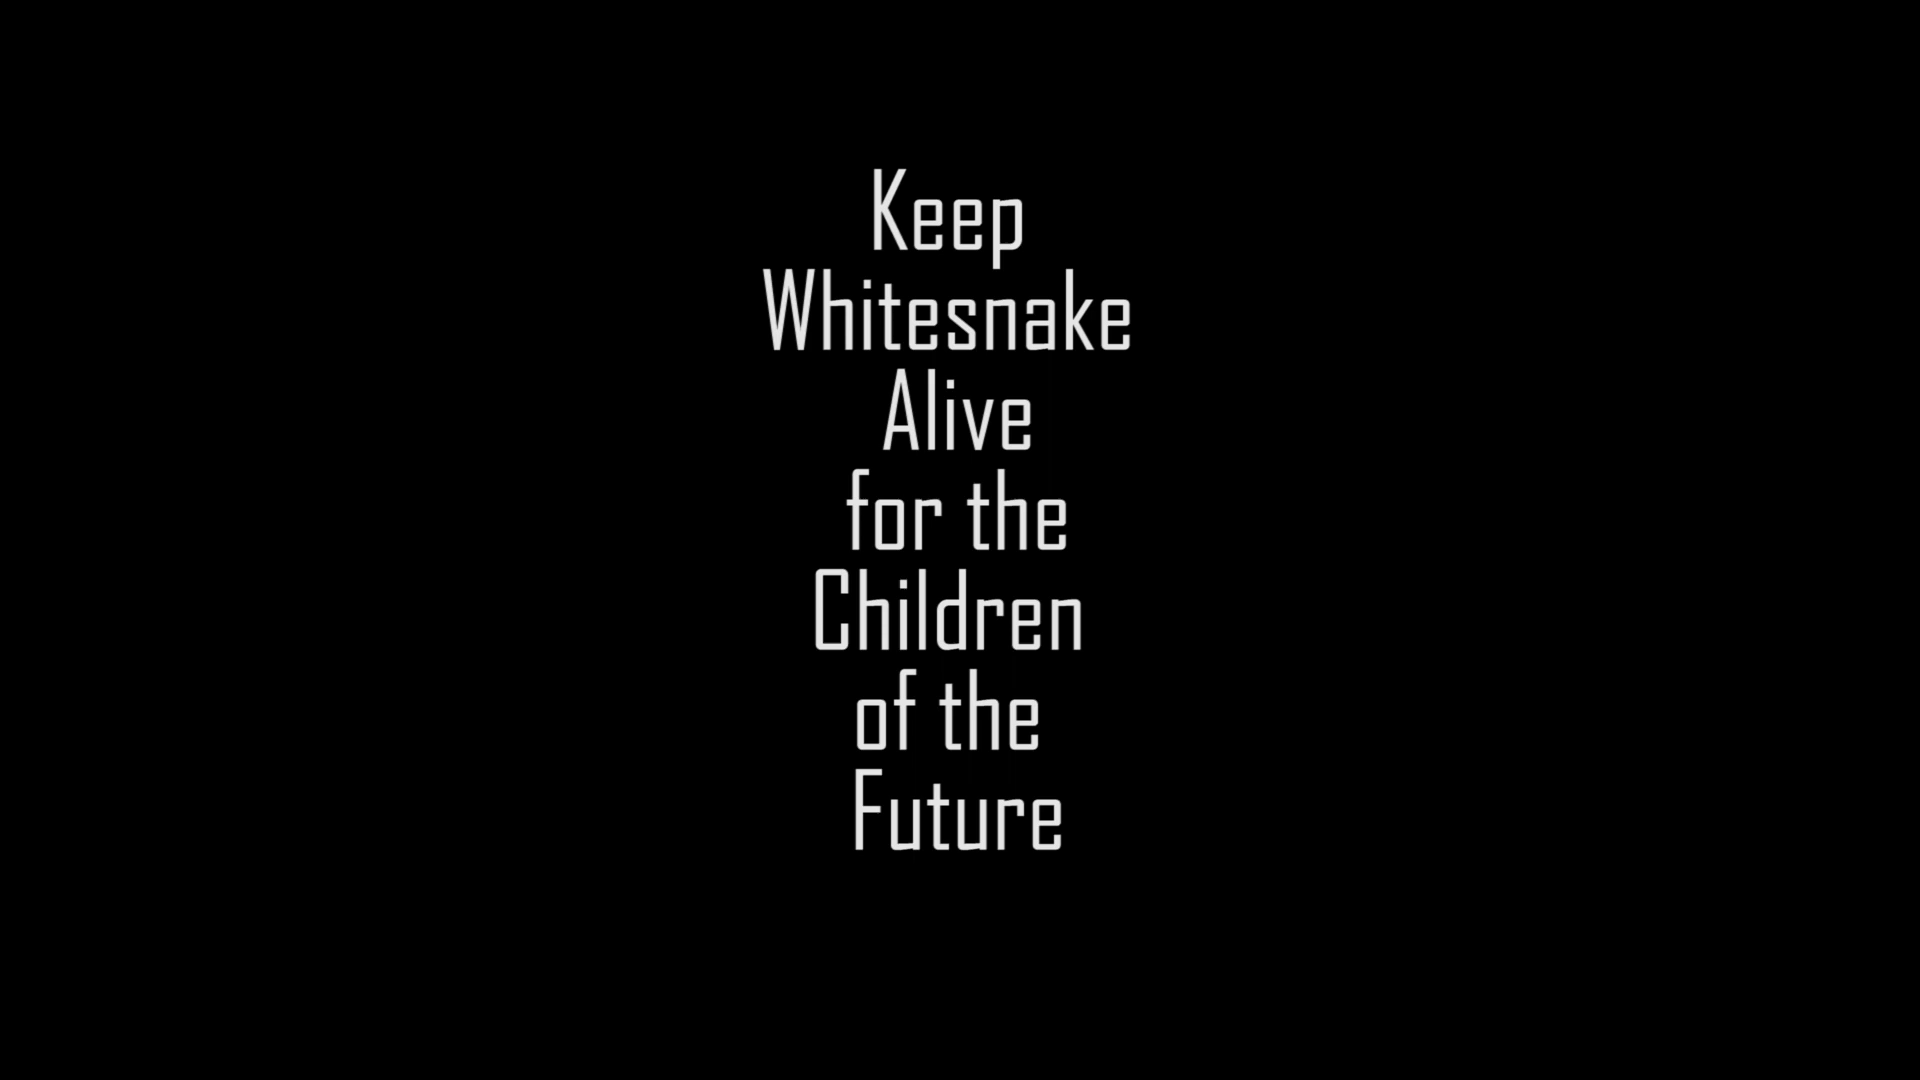 Keep
Whitesnake
Alive
for the
Children
of the
Future